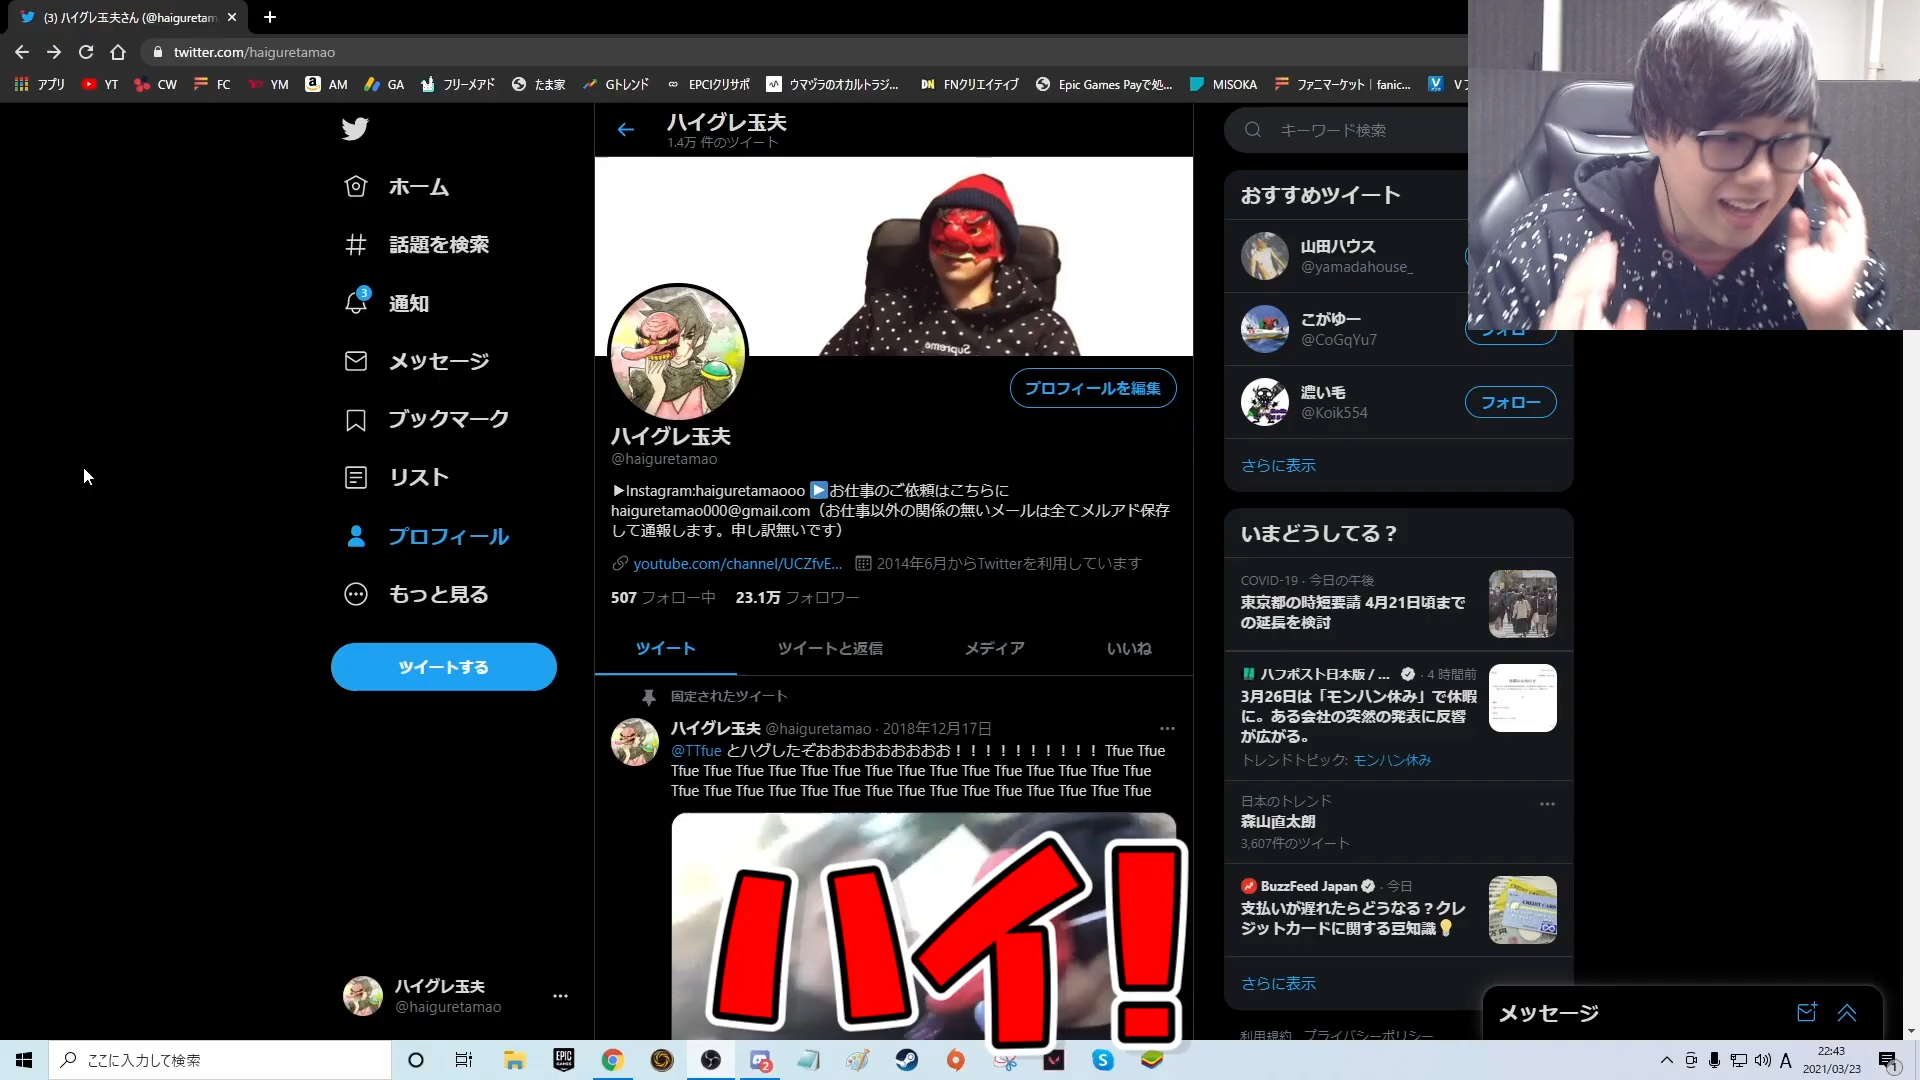 (3) ハイグレ玉夫さん (@haiguretam
twitter.com/haiguretamao
アプリ YT CW FC YM AM GA フリーメアド たま家 Gトレンド EPCIクリサポ ウマヅラのオカルトラジ... FNクリエイティブ Epic Games Payで処... MISOKA ファニマーケット | fanic...
ハイグレ玉夫
1.4万 件のツイート
ホーム
話題を検索
3
通知
メッセージ
ブックマーク
リスト
プロフィール
もっと見る
ツイートする
ハイグレ玉夫
@haiguretamao
Supreme
プロフィールを編集
ハイグレ玉夫
@haiguretamao
▶Instagram:haiguretamaooo ▶お仕事のご依頼はこちらに
haiguretamao000@gmail.com（お仕事以外の関係の無いメールは全てメルアド保存
して通報します。申し訳無いです）
youtube.com/channel/UCZfvE... 2014年6月からTwitterを利用しています
507 フォロー中 23.1万 フォロワー
ツイート ツイートと返信 メディア いいね
固定されたツイート
ハイグレ玉夫 @haiguretamao · 2018年12月17日
@TTfue とハグしたぞおおおおおおおおお！！！！！！！！！！ Tfue Tfue
Tfue Tfue Tfue Tfue Tfue Tfue Tfue Tfue Tfue Tfue Tfue Tfue Tfue Tfue Tfue
Tfue Tfue Tfue Tfue Tfue Tfue Tfue Tfue Tfue Tfue Tfue Tfue Tfue Tfue Tfue
ハイ!
キーワード検索
おすすめツイート
山田ハウス
@yamadahouse_
こがゆー
@CoGqYu7
フォロー
濃い毛
@Koik554
フォロー
さらに表示
いまどうしてる？
COVID-19 · 今日の午後
東京都の時短要請 4月21日頃まで
の延長を検討
ハフポスト日本版 / ... · 4 時間前
3月26日は「モンハン休み」で休暇
に。ある会社の突然の発表に反響
が広がる。
トレンドトピック: モンハン休み
日本のトレンド
森山直太朗
3,607件のツイート
BuzzFeed Japan · 今日
支払いが遅れたらどうなる？クレ
ジットカードに関する豆知識💡
さらに表示
利用規約 プライバシーポリシー
メッセージ
ここに入力して検索
EPIC GAMES
2
A
22:43
2021/03/23
1